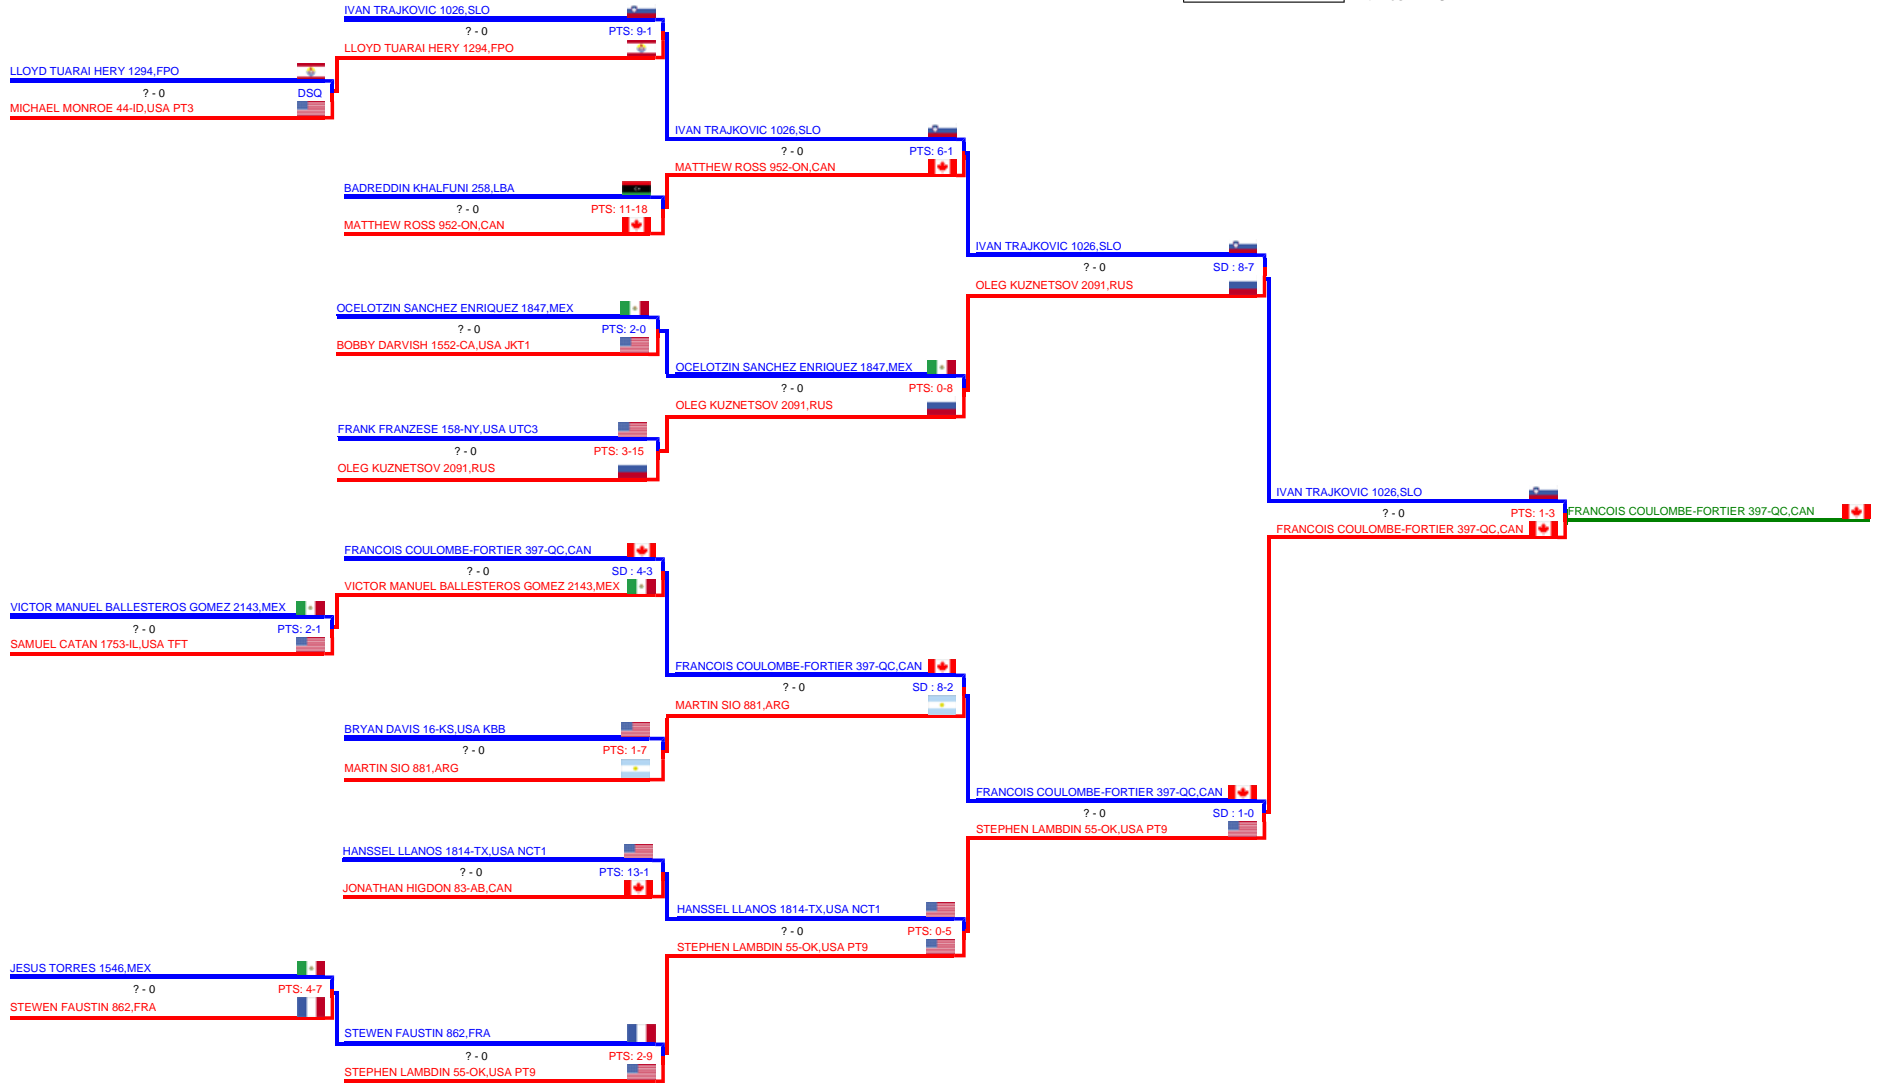 IVAN TRAJKOVIC 1026,SLO
? - 0
PTS: 9-1
LLOYD TUARAI HERY 1294,FPO
LLOYD TUARAI HERY 1294,FPO
? - 0
DSQ
MICHAEL MONROE 44-ID,USA PT3
IVAN TRAJKOVIC 1026,SLO
? - 0
PTS: 6-1
MATTHEW ROSS 952-ON,CAN
BADREDDIN KHALFUNI 258,LBA
? - 0
PTS: 11-18
MATTHEW ROSS 952-ON,CAN
IVAN TRAJKOVIC 1026,SLO
? - 0
SD : 8-7
OLEG KUZNETSOV 2091,RUS
OCELOTZIN SANCHEZ ENRIQUEZ 1847,MEX
? - 0
PTS: 2-0
BOBBY DARVISH 1552-CA,USA JKT1
OCELOTZIN SANCHEZ ENRIQUEZ 1847,MEX
? - 0
PTS: 0-8
OLEG KUZNETSOV 2091,RUS
FRANK FRANZESE 158-NY,USA UTC3
? - 0
PTS: 3-15
OLEG KUZNETSOV 2091,RUS
IVAN TRAJKOVIC 1026,SLO
? - 0
PTS: 1-3
FRANCOIS COULOMBE-FORTIER 397-QC,CAN
FRANCOIS COULOMBE-FORTIER 397-QC,CAN
FRANCOIS COULOMBE-FORTIER 397-QC,CAN
? - 0
SD : 4-3
VICTOR MANUEL BALLESTEROS GOMEZ 2143,MEX
VICTOR MANUEL BALLESTEROS GOMEZ 2143,MEX
? - 0
PTS: 2-1
SAMUEL CATAN 1753-IL,USA TFT
FRANCOIS COULOMBE-FORTIER 397-QC,CAN
? - 0
SD : 8-2
MARTIN SIO 881,ARG
BRYAN DAVIS 16-KS,USA KBB
? - 0
PTS: 1-7
MARTIN SIO 881,ARG
FRANCOIS COULOMBE-FORTIER 397-QC,CAN
? - 0
SD : 1-0
STEPHEN LAMBDIN 55-OK,USA PT9
HANSSEL LLANOS 1814-TX,USA NCT1
? - 0
PTS: 13-1
JONATHAN HIGDON 83-AB,CAN
HANSSEL LLANOS 1814-TX,USA NCT1
? - 0
PTS: 0-5
STEPHEN LAMBDIN 55-OK,USA PT9
JESUS TORRES 1546,MEX
? - 0
PTS: 4-7
STEWEN FAUSTIN 862,FRA
STEWEN FAUSTIN 862,FRA
? - 0
PTS: 2-9
STEPHEN LAMBDIN 55-OK,USA PT9